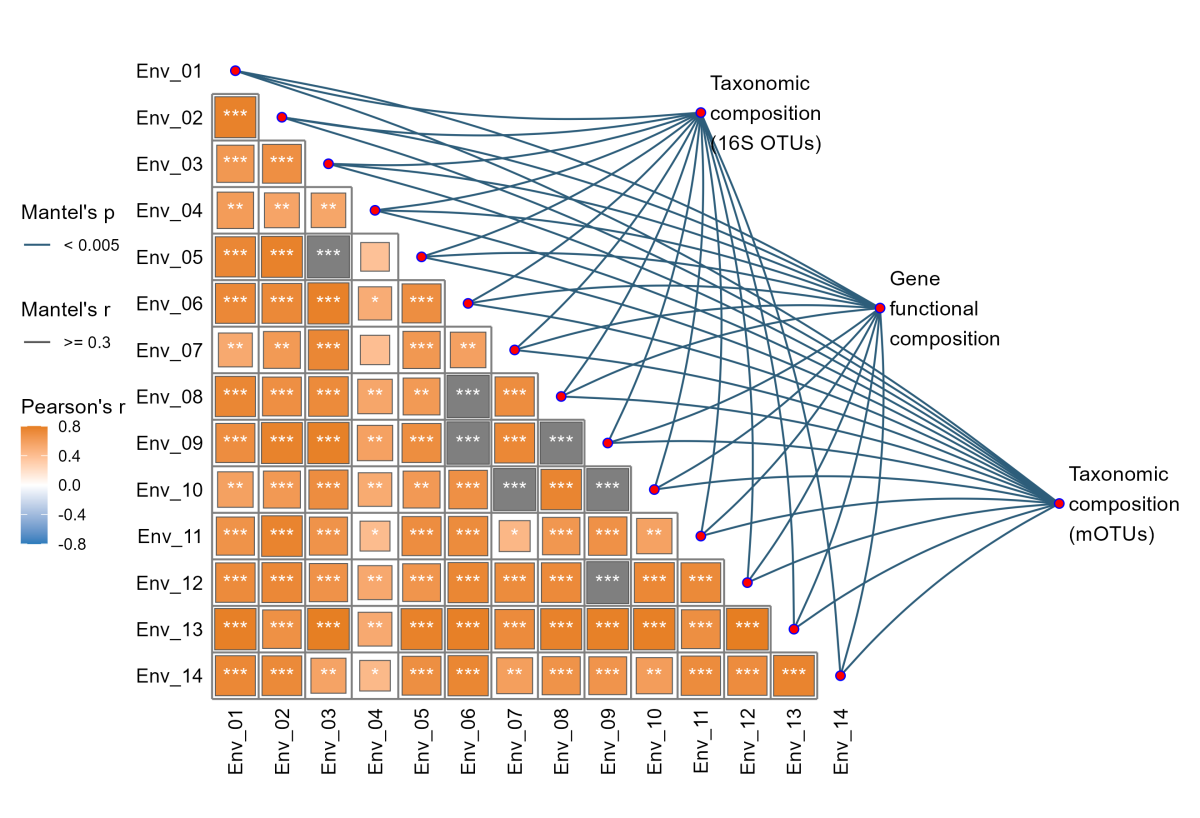 Env_01
Taxonomic
composition
(16S OTUs)
Env_02 ***
Env_03 *** ***
Env_04 ** ** **
Env_05 *** *** ***
Env_06 *** *** *** * ***
Env_07 ** ** *** *** **
Env_08 *** *** *** ** ** *** ***
Env_09 *** *** *** ** *** *** *** ***
Env_10 ** *** *** ** ** *** *** *** ***
Env_11 *** *** *** * *** *** * *** *** **
Env_12 *** *** *** ** *** *** *** *** *** *** ***
Env_13 *** *** *** ** *** *** *** *** *** *** *** ***
Env_14 *** *** ** * *** *** ** *** *** ** *** *** ***
Env_01 Env_02 Env_03 Env_04 Env_05 Env_06 Env_07 Env_08 Env_09 Env_10 Env_11 Env_12 Env_13 Env_14
Gene
functional
composition
Taxonomic
composition
(mOTUs)
Mantel's p
< 0.005
Mantel's r
>= 0.3
Pearson's r
0.8
0.4
0.0
-0.4
-0.8